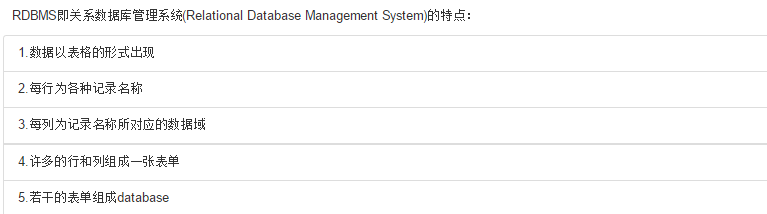 RDBMS即关系数据库管理系统(Relational Database Management System)的特点：
1.数据以表格的形式出现
2.每行为各种记录名称
3.每列为记录名称所对应的数据域
4.许多的行和列组成一张表单
5.若干的表单组成database